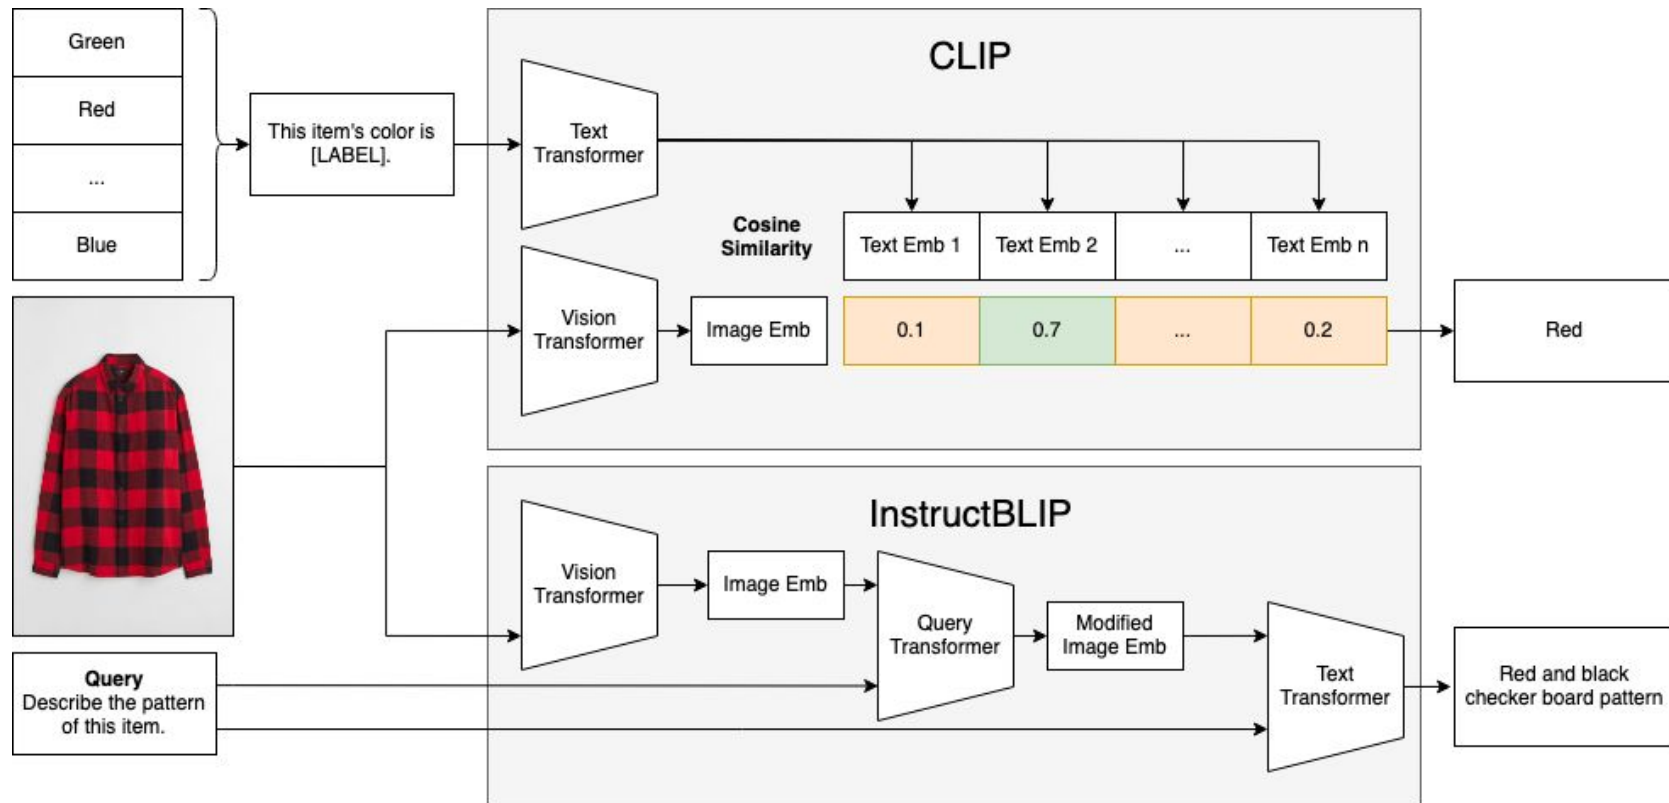 Green
Red
...
Blue
This item's color is
[LABEL].
CLIP
Text
Transformer
Cosine
Similarity
Text Emb 1
Text Emb 2
...
Text Emb n
Vision
Transformer
Image Emb
0.1
0.7
...
0.2
Red
InstructBLIP
Vision
Transformer
Image Emb
Query
Transformer
Modified
Image Emb
Text
Transformer
Red and black
checker board pattern
Query
Describe the pattern
of this item.